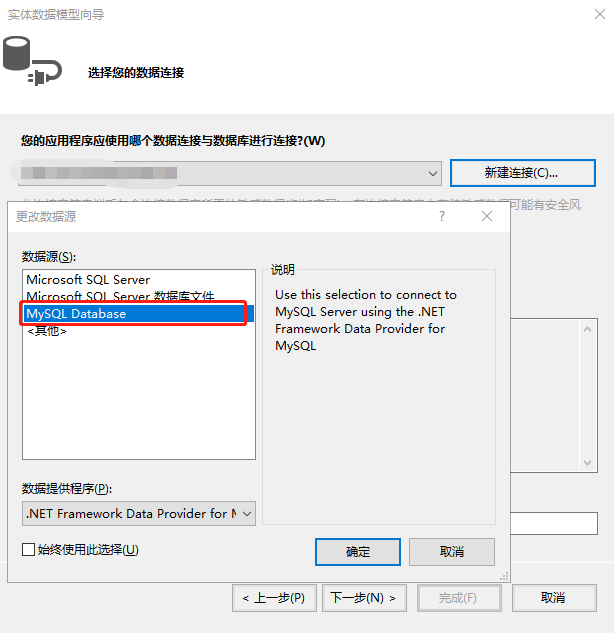 实体数据模型向导
选择您的数据连接
您的应用程序应使用哪个数据连接与数据库进行连接?(W)
新建连接(C)...
可能有安全风
更改数据源
?
数据源(S):
Microsoft SQL Server
Microsoft SQL Server 数据库文件
MySQL Database
<其他>
说明
Use this selection to connect to
MySQL Server using the .NET
Framework Data Provider for
MySQL
数据提供程序(P):
.NET Framework Data Provider for M
始终使用此选择(U)
确定
取消
< 上一步(P)
下一步(N) >
完成(F)
取消